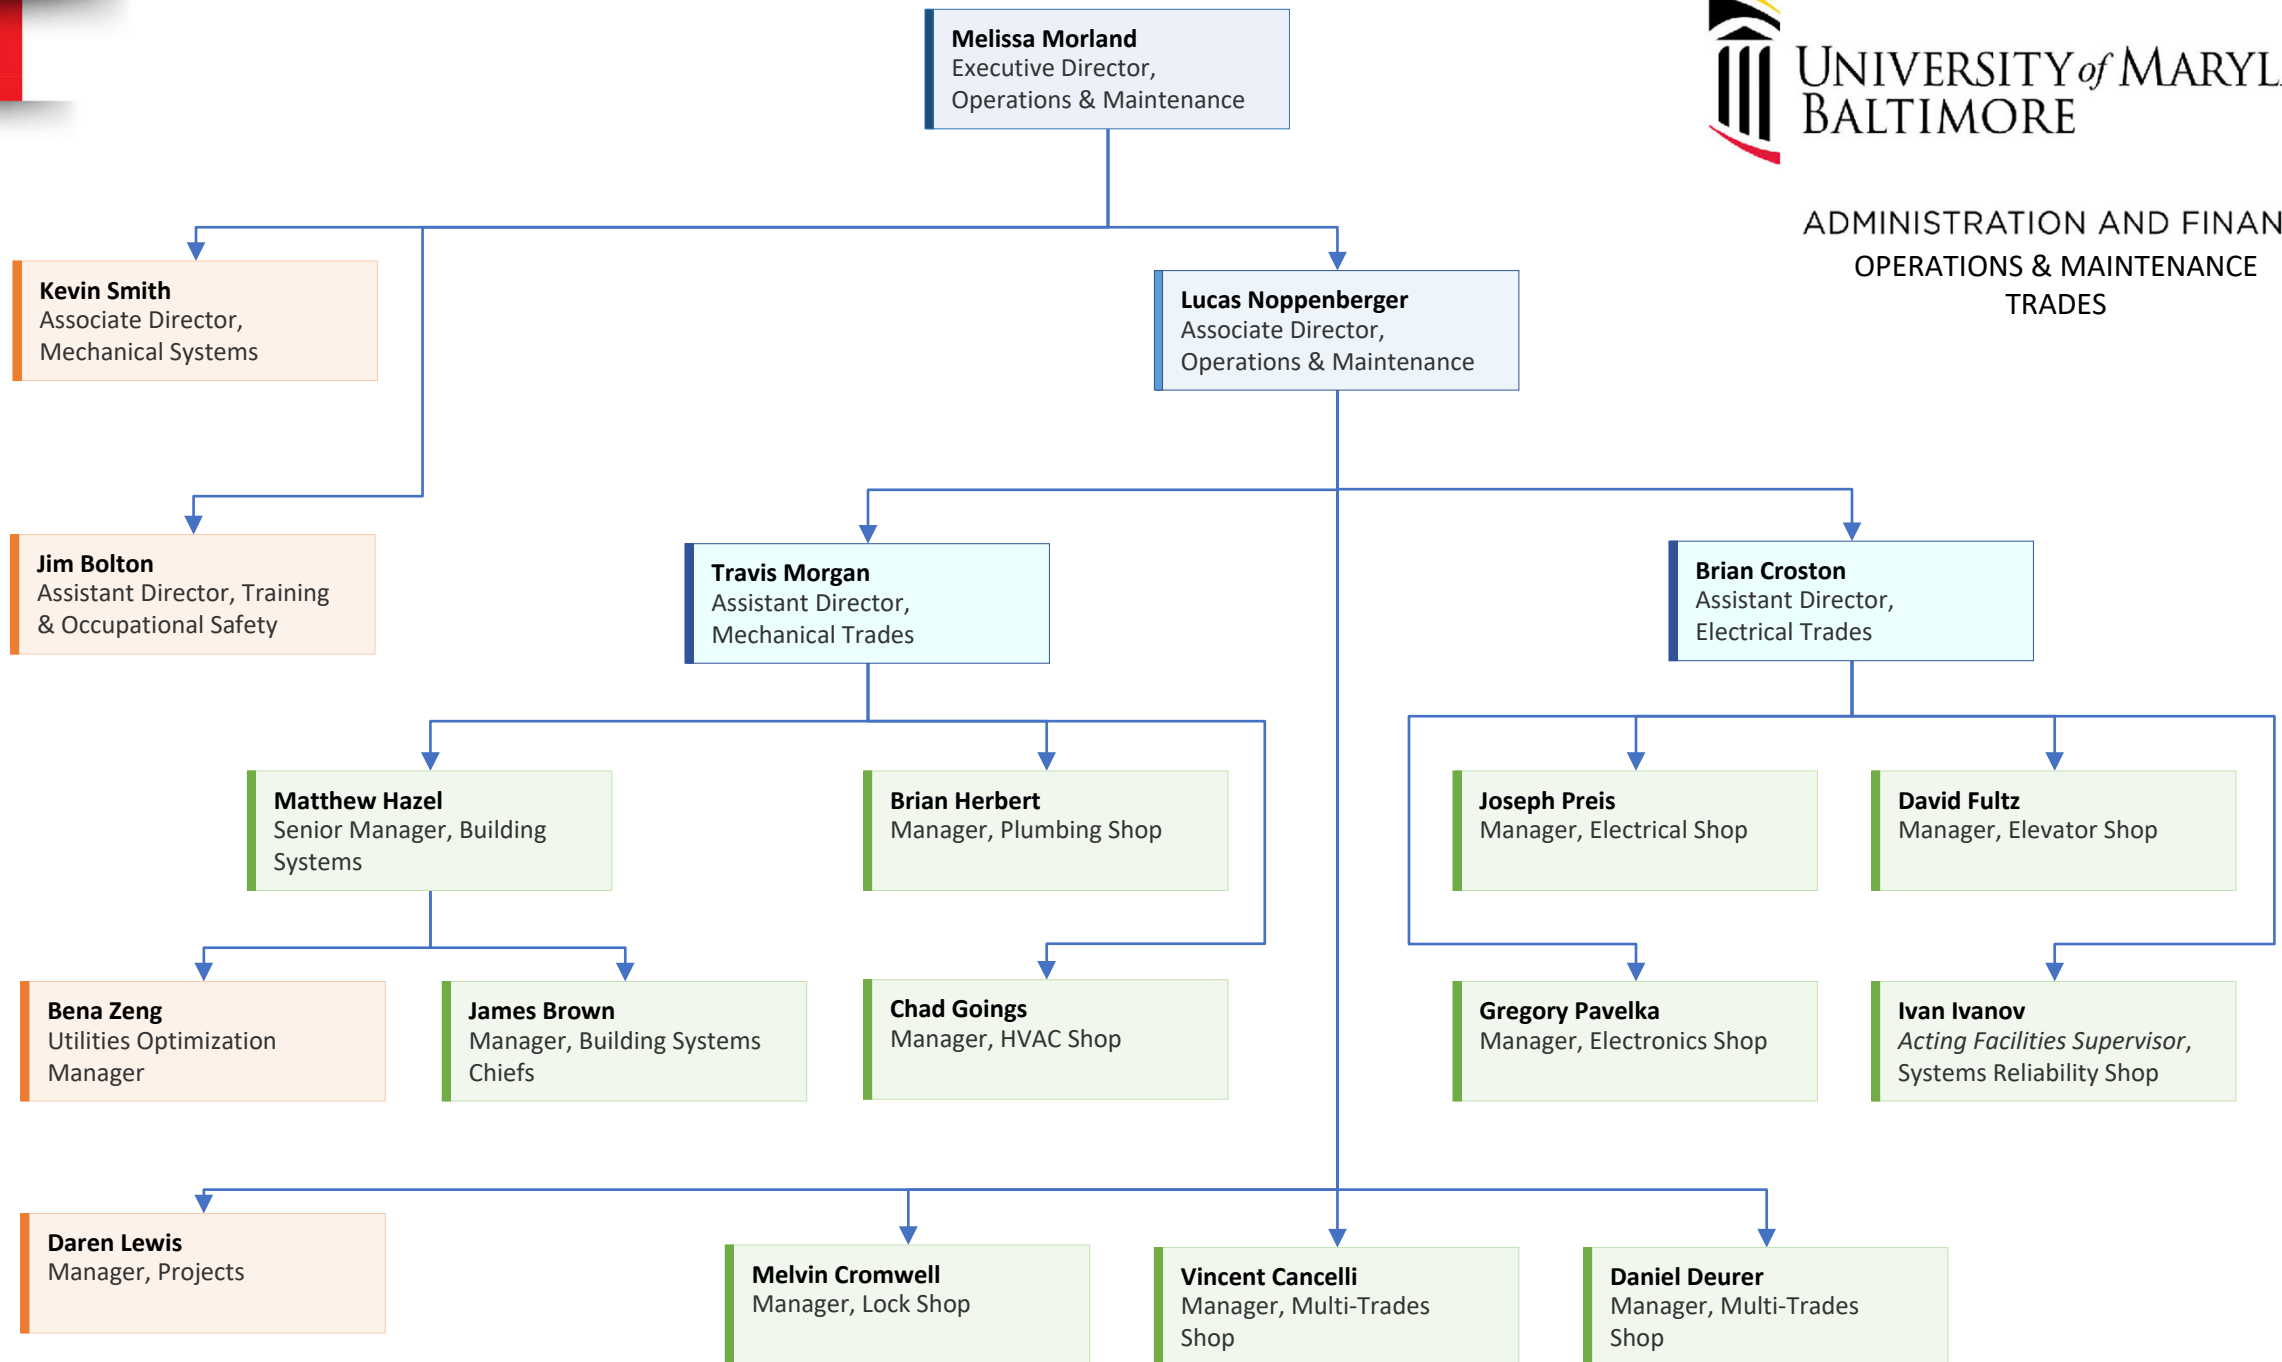 Melissa Morland
Executive Director,
Operations & Maintenance
UNIVERSITY of MARYL
BALTIMORE
ADMINISTRATION AND FINAN
OPERATIONS & MAINTENANCE
TRADES
Kevin Smith
Associate Director,
Mechanical Systems
Lucas Noppenberger
Associate Director,
Operations & Maintenance
Jim Bolton
Assistant Director, Training
& Occupational Safety
Travis Morgan
Assistant Director,
Mechanical Trades
Brian Croston
Assistant Director,
Electrical Trades
Matthew Hazel
Senior Manager, Building
Systems
Brian Herbert
Manager, Plumbing Shop
Joseph Preis
Manager, Electrical Shop
David Fultz
Manager, Elevator Shop
Bena Zeng
Utilities Optimization
Manager
James Brown
Manager, Building Systems
Chiefs
Chad Goings
Manager, HVAC Shop
Gregory Pavelka
Manager, Electronics Shop
Ivan Ivanov
Acting Facilities Supervisor,
Systems Reliability Shop
Daren Lewis
Manager, Projects
Melvin Cromwell
Manager, Lock Shop
Vincent Cancelli
Manager, Multi-Trades
Shop
Daniel Deurer
Manager, Multi-Trades
Shop